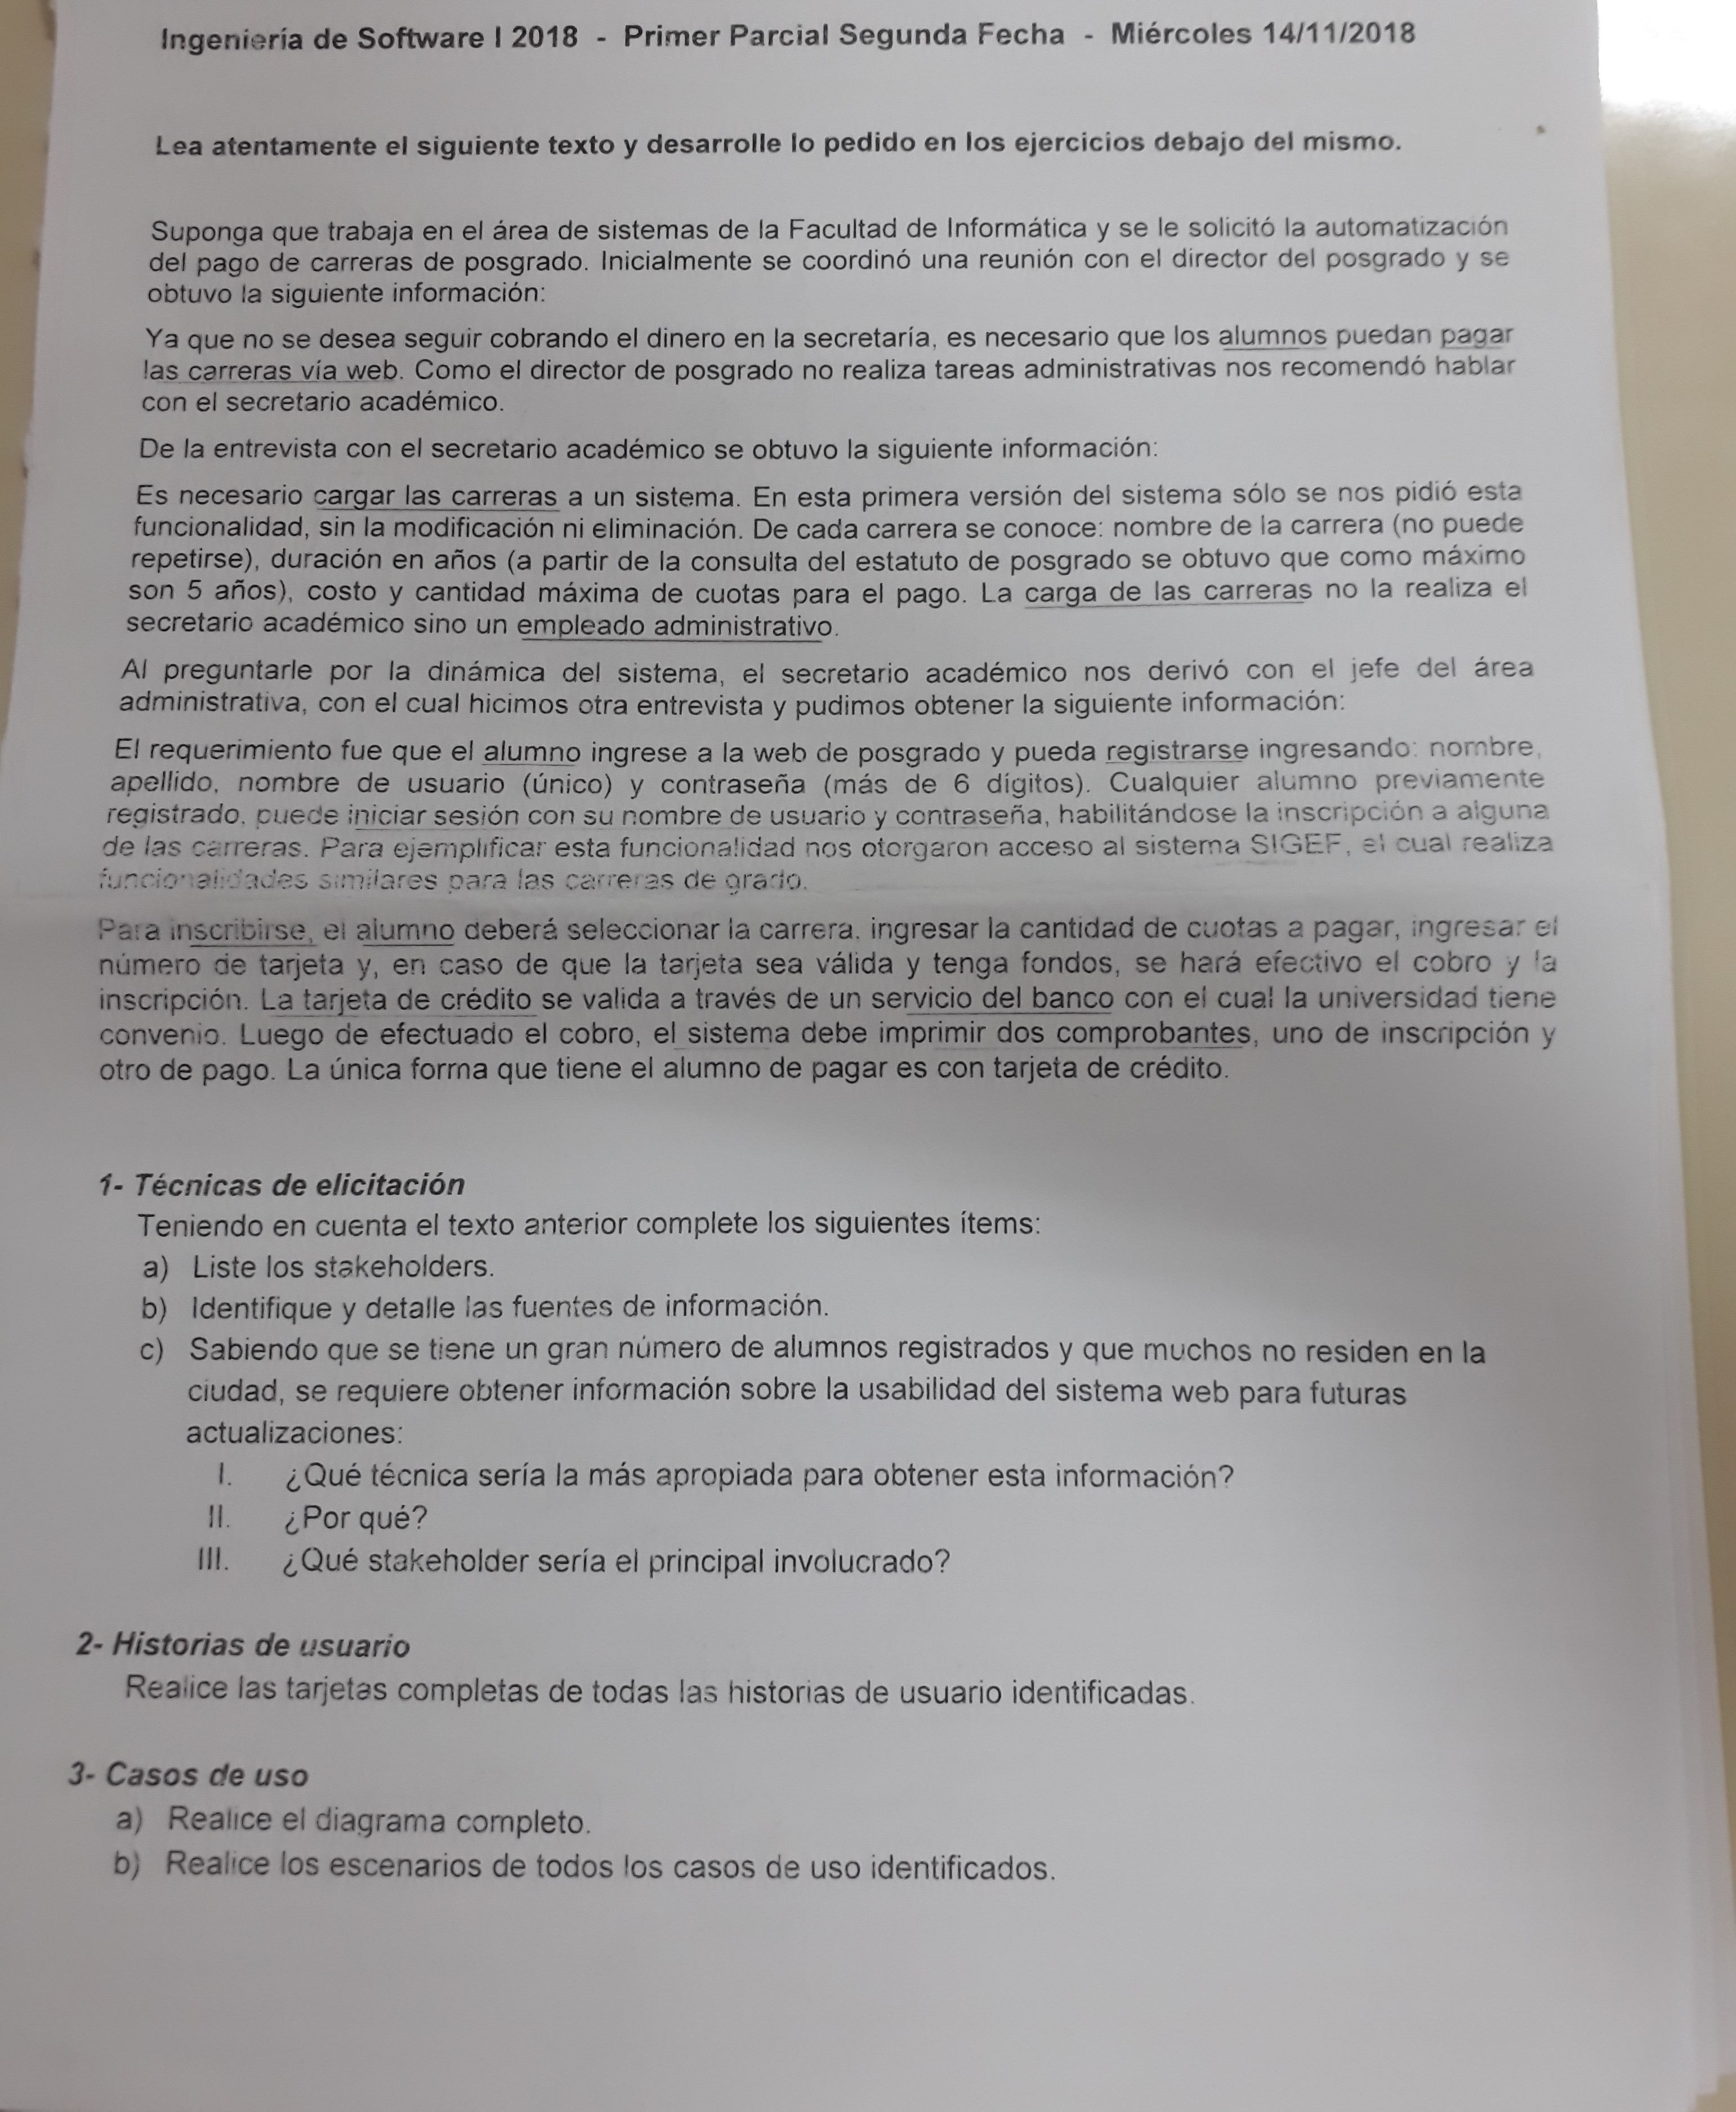 Ingeniería de Software I 2018 - Primer Parcial Segunda Fecha - Miércoles 14/11/2018
Lea atentamente el siguiente texto y desarrolle lo pedido en los ejercicios debajo del mismo.
Suponga que trabaja en el área de sistemas de la Facultad de Informática y se le solicitó la automatización
del pago de carreras de posgrado. Inicialmente se coordinó una reunión con el director del posgrado y se
obtuvo la siguiente información:
Ya que no se desea seguir cobrando el dinero en la secretaría, es necesario que los alumnos puedan pagar
las carreras vía web. Como el director de posgrado no realiza tareas administrativas nos recomendó hablar
con el secretario académico.
De la entrevista con el secretario académico se obtuvo la siguiente información:
Es necesario cargar las carreras a un sistema. En esta primera versión del sistema sólo se nos pidió esta
funcionalidad, sin la modificación ni eliminación. De cada carrera se conoce: nombre de la carrera (no puede
repetirse), duración en años (a partir de la consulta del estatuto de posgrado se obtuvo que como máximo
son 5 años), costo y cantidad máxima de cuotas para el pago. La carga de las carreras no la realiza el
secretario académico sino un empleado administrativo.
Al preguntarle por la dinámica del sistema, el secretario académico nos derivó con el jefe del área
administrativa, con el cual hicimos otra entrevista y pudimos obtener la siguiente información:
El requerimiento fue que el alumno ingrese a la web de posgrado y pueda registrarse ingresando: nombre,
apellido, nombre de usuario (único) y contraseña (más de 6 dígitos). Cualquier alumno previamente
registrado, puede iniciar sesión con su nombre de usuario y contraseña, habilitándose la inscripción a alguna
de las carreras. Para ejemplificar esta funcionalidad nos otorgaron acceso al sistema SIGEF, el cual realiza
funcionalidades similares para las carreras de grado.
Para inscribirse, el alumno deberá seleccionar la carrera, ingresar la cantidad de cuotas a pagar, ingresar el
número de tarjeta y, en caso de que la tarjeta sea válida y tenga fondos, se hará efectivo el cobro y la
inscripción. La tarjeta de crédito se valida a través de un servicio del banco con el cual la universidad tiene
convenio. Luego de efectuado el cobro, el sistema debe imprimir dos comprobantes, uno de inscripción y
otro de pago. La única forma que tiene el alumno de pagar es con tarjeta de crédito.
1- Técnicas de elicitación
Teniendo en cuenta el texto anterior complete los siguientes ítems:
a) Liste los stakeholders.
b) Identifique y detalle las fuentes de información.
c) Sabiendo que se tiene un gran número de alumnos registrados y que muchos no residen en la
ciudad, se requiere obtener información sobre la usabilidad del sistema web para futuras
actualizaciones:
I. ¿Qué técnica sería la más apropiada para obtener esta información?
II. ¿Por qué?
III. ¿Qué stakeholder sería el principal involucrado?
2- Historias de usuario
Realice las tarjetas completas de todas las historias de usuario identificadas.
3- Casos de uso
a) Realice el diagrama completo.
b) Realice los escenarios de todos los casos de uso identificados.